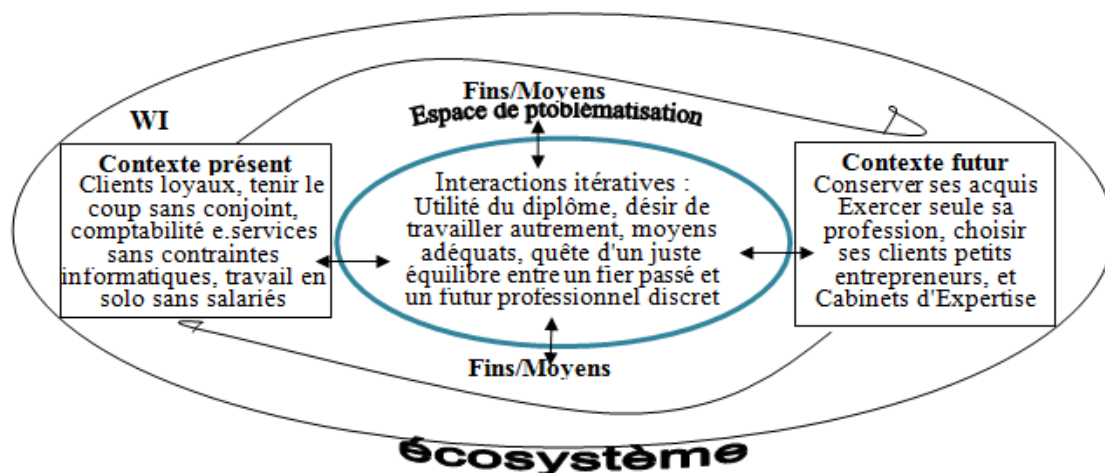 Fins/Moyens
Espace de ptoblématisation
WI
Contexte présent
Clients loyaux, tenir le
coup sans conjoint,
comptabilité e.services
sans contraintes
informatiques, travail en
solo sans salariés
Interactions itératives :
Utilité du diplôme, désir de
travailler autrement, moyens
adéquats, quête d'un juste
équilibre entre un fier passé et
un futur professionnel discret
Contexte futur
Conserver ses acquis
Exercer seule sa
profession, choisir
ses clients petits
entrepreneurs, et
Cabinets d'Expertise
Fins/Moyens
écosystème